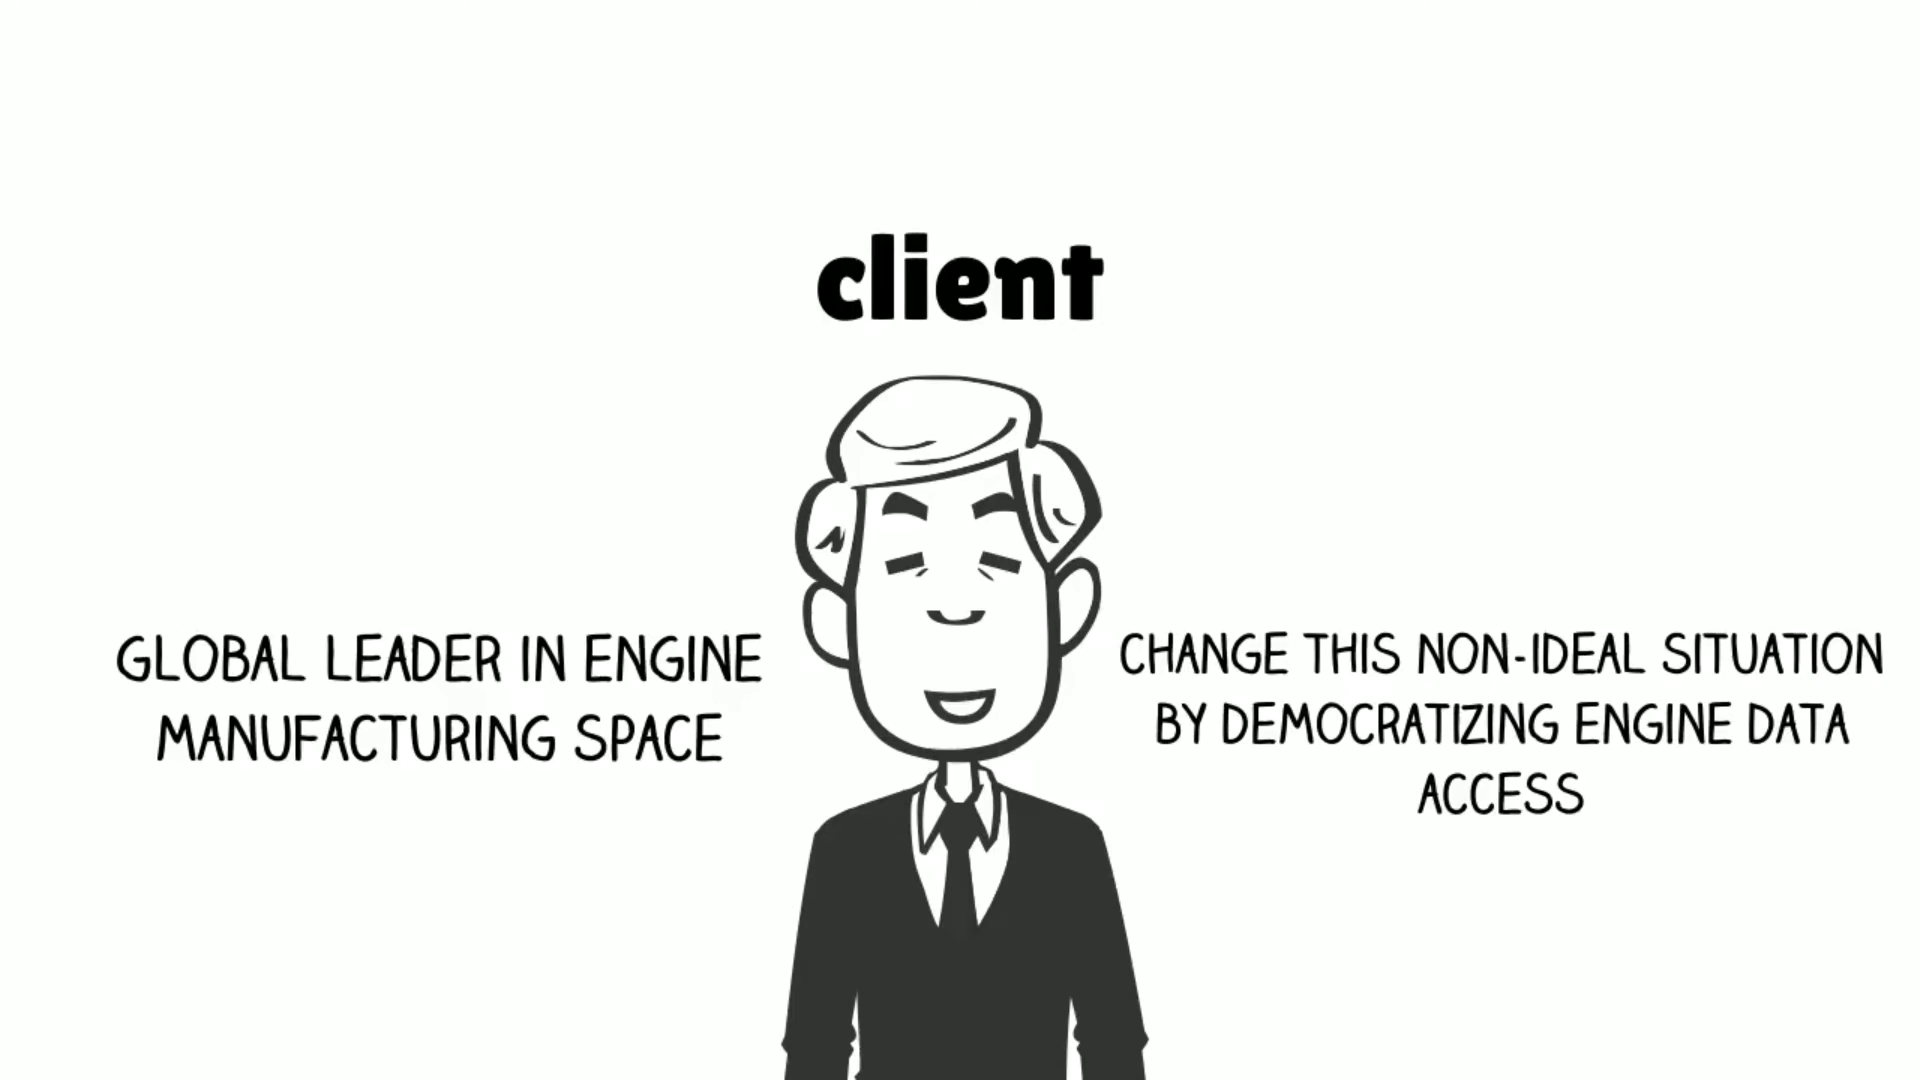 client
GLOBAL LEADER IN ENGINE
MANUFACTURING SPACE
CHANGE THIS NON-IDEAL SITUATION
BY DEMOCRATIZING ENGINE DATA
ACCESS